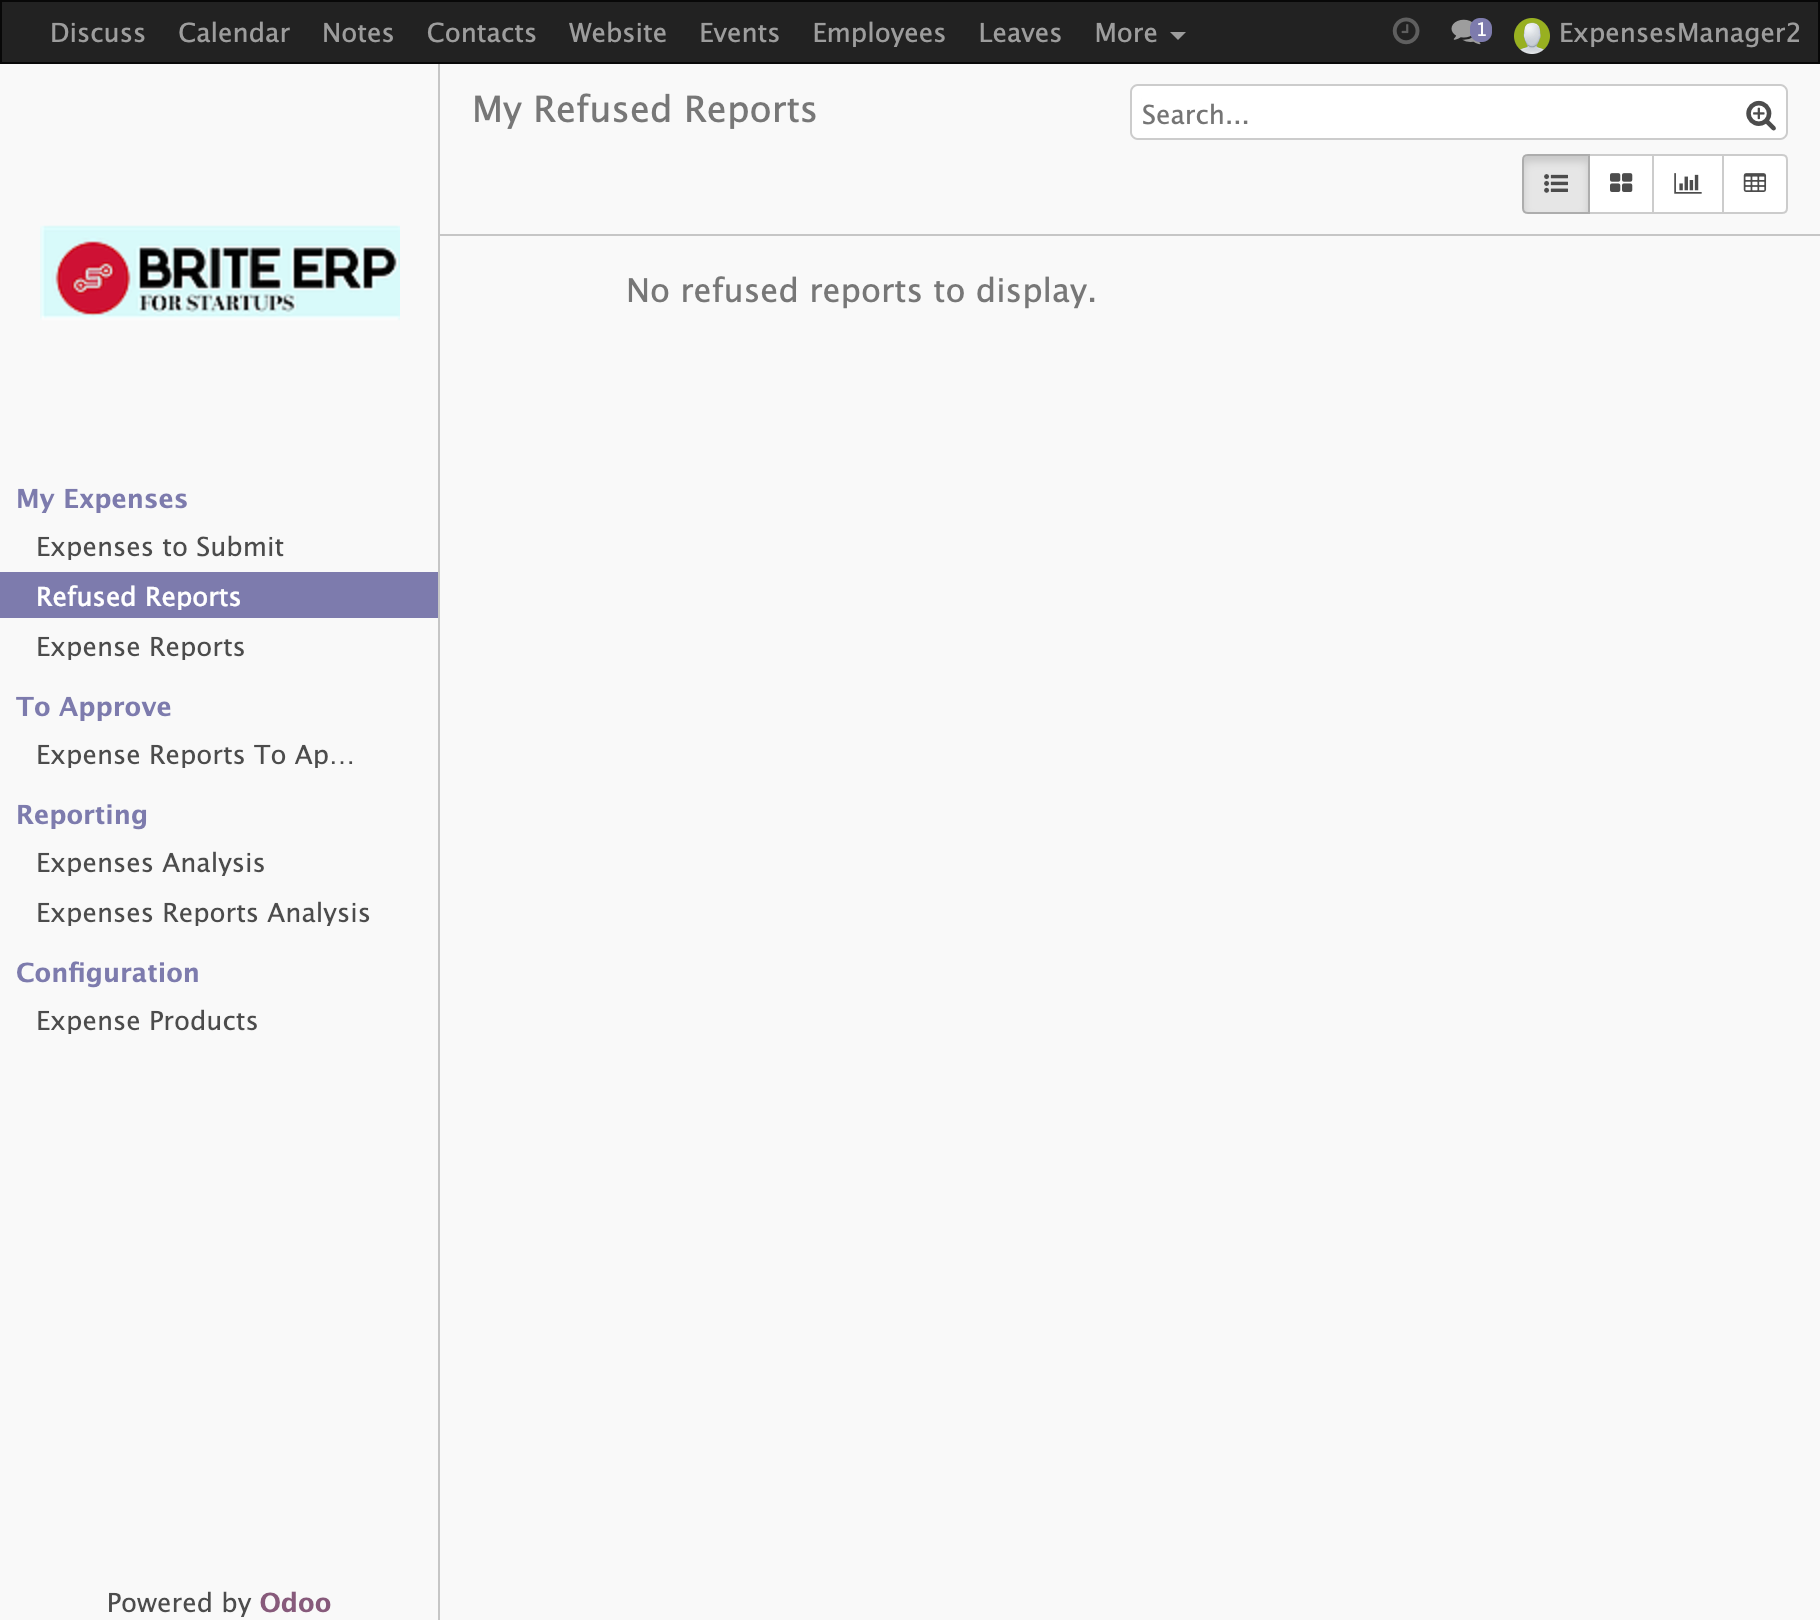 Discuss Calendar Notes Contacts Website Events Employees Leaves More 1 ExpensesManager2
My Refused Reports
Search...
BRITE ERP
FOR STARTUPS
No refused reports to display.
My Expenses
Expenses to Submit
Refused Reports
Expense Reports
To Approve
Expense Reports To Ap...
Reporting
Expenses Analysis
Expenses Reports Analysis
Configuration
Expense Products
Powered by Odoo